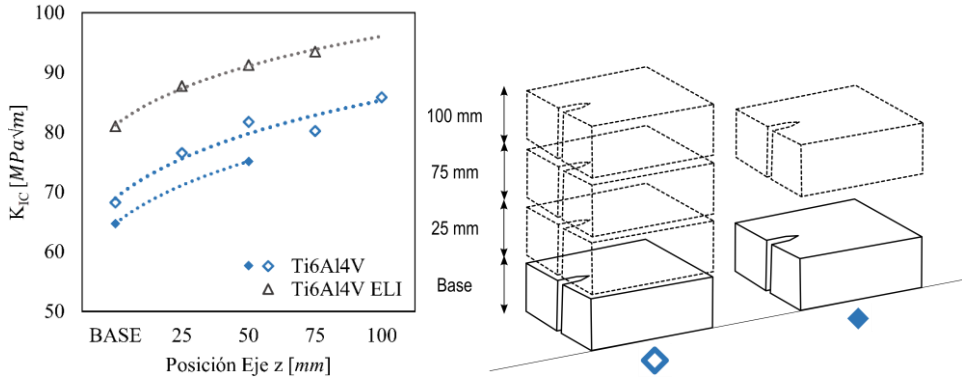 100
90
80
70
60
50
K_IC [MPa√m]
BASE 25 50 75 100
Posición Eje z [mm]
Ti6Al4V
Ti6Al4V ELI
100 mm
75 mm
25 mm
Base